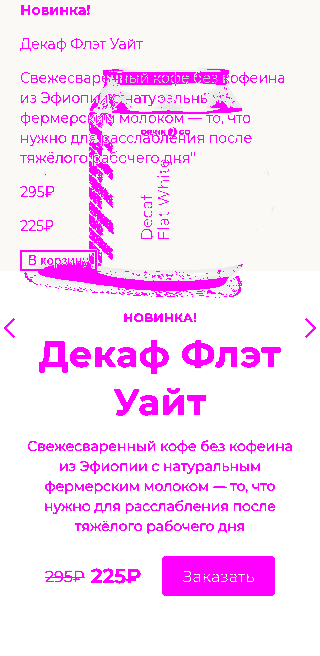 Новинка!
Декаф Флэт Уайт
Свежесваренный кофе без кофеина
из Эфиопии с натуральным
фермерским молоком — то, что
нужно для расслабления после
тяжёлого рабочего дня"
295₽
225₽
В корзину
DRINK GO
Decaf
Flat White
НОВИНКА!
Декаф Флэт
Уайт
Свежесваренный кофе без кофеина
из Эфиопии с натуральным
фермерским молоком — то, что
нужно для расслабления после
тяжёлого рабочего дня
295₽ 225₽ Заказать